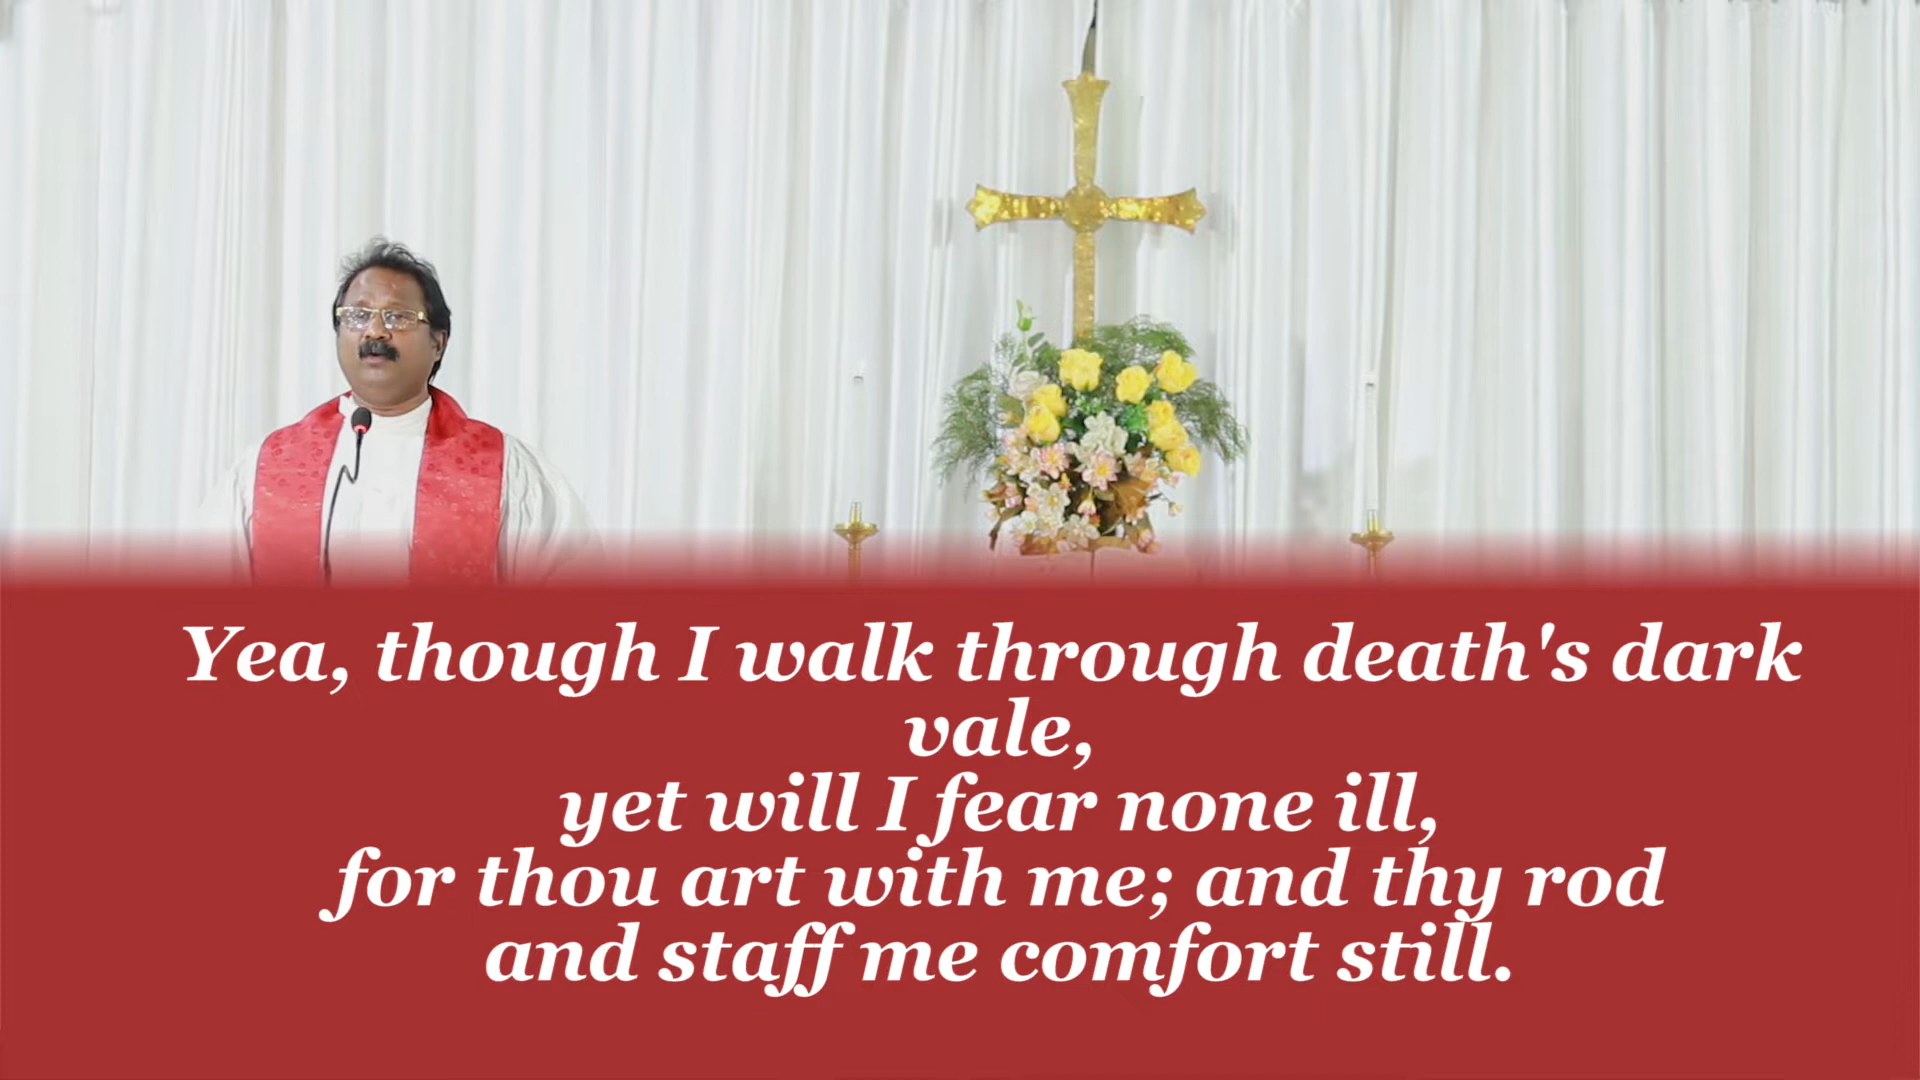 Yea, though I walk through death's dark
vale,
yet will I fear none ill,
for thou art with me; and thy rod
and staff me comfort still.